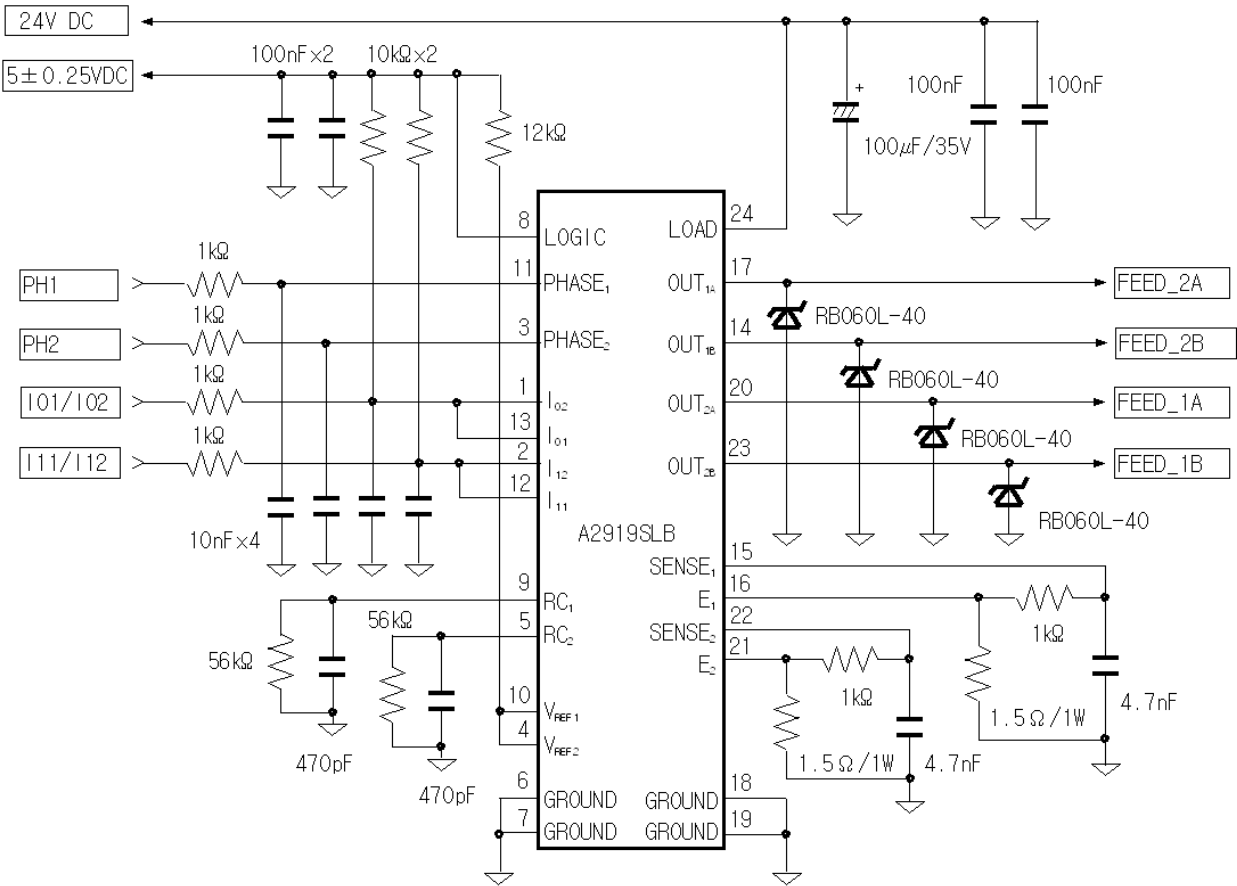 24V DC
100nF×2
10kΩ×2
5±0.25VDC
12kΩ
+
100μF/35V
100nF
100nF
8
LOGIC
LOAD
24
1kΩ
PH1
11
PHASE₁
OUT₁ₐ
17
FEED_2A
RB060L-40
1kΩ
PH2
3
PHASE₂
OUT₁B
14
FEED_2B
RB060L-40
1kΩ
I01/I02
1
I₀₂
OUT₂ₐ
20
FEED_1A
RB060L-40
13
I₀₁
1kΩ
I11/I12
2
I₁₂
OUT₂B
23
FEED_1B
RB060L-40
12
I₁₁
10nF×4
A2919SLB
SENSE₁
15
9
RC₁
E₁
16
1kΩ
56kΩ
56kΩ
5
RC₂
SENSE₂
22
E₂
21
1kΩ
1.5Ω/1W
4.7nF
10
VREF1
4
VREF2
1.5Ω/1W
4.7nF
470pF
470pF
6
GROUND
GROUND
18
7
GROUND
GROUND
19